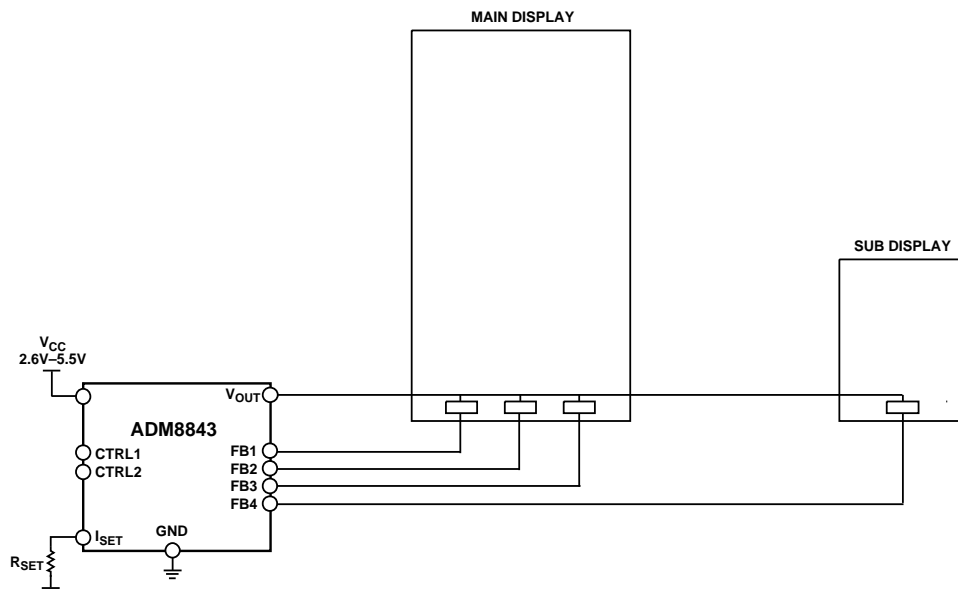 MAIN DISPLAY
SUB DISPLAY
VCC
2.6V–5.5V
VOUT
ADM8843
CTRL1
CTRL2
FB1
FB2
FB3
FB4
GND
ISET
RSET